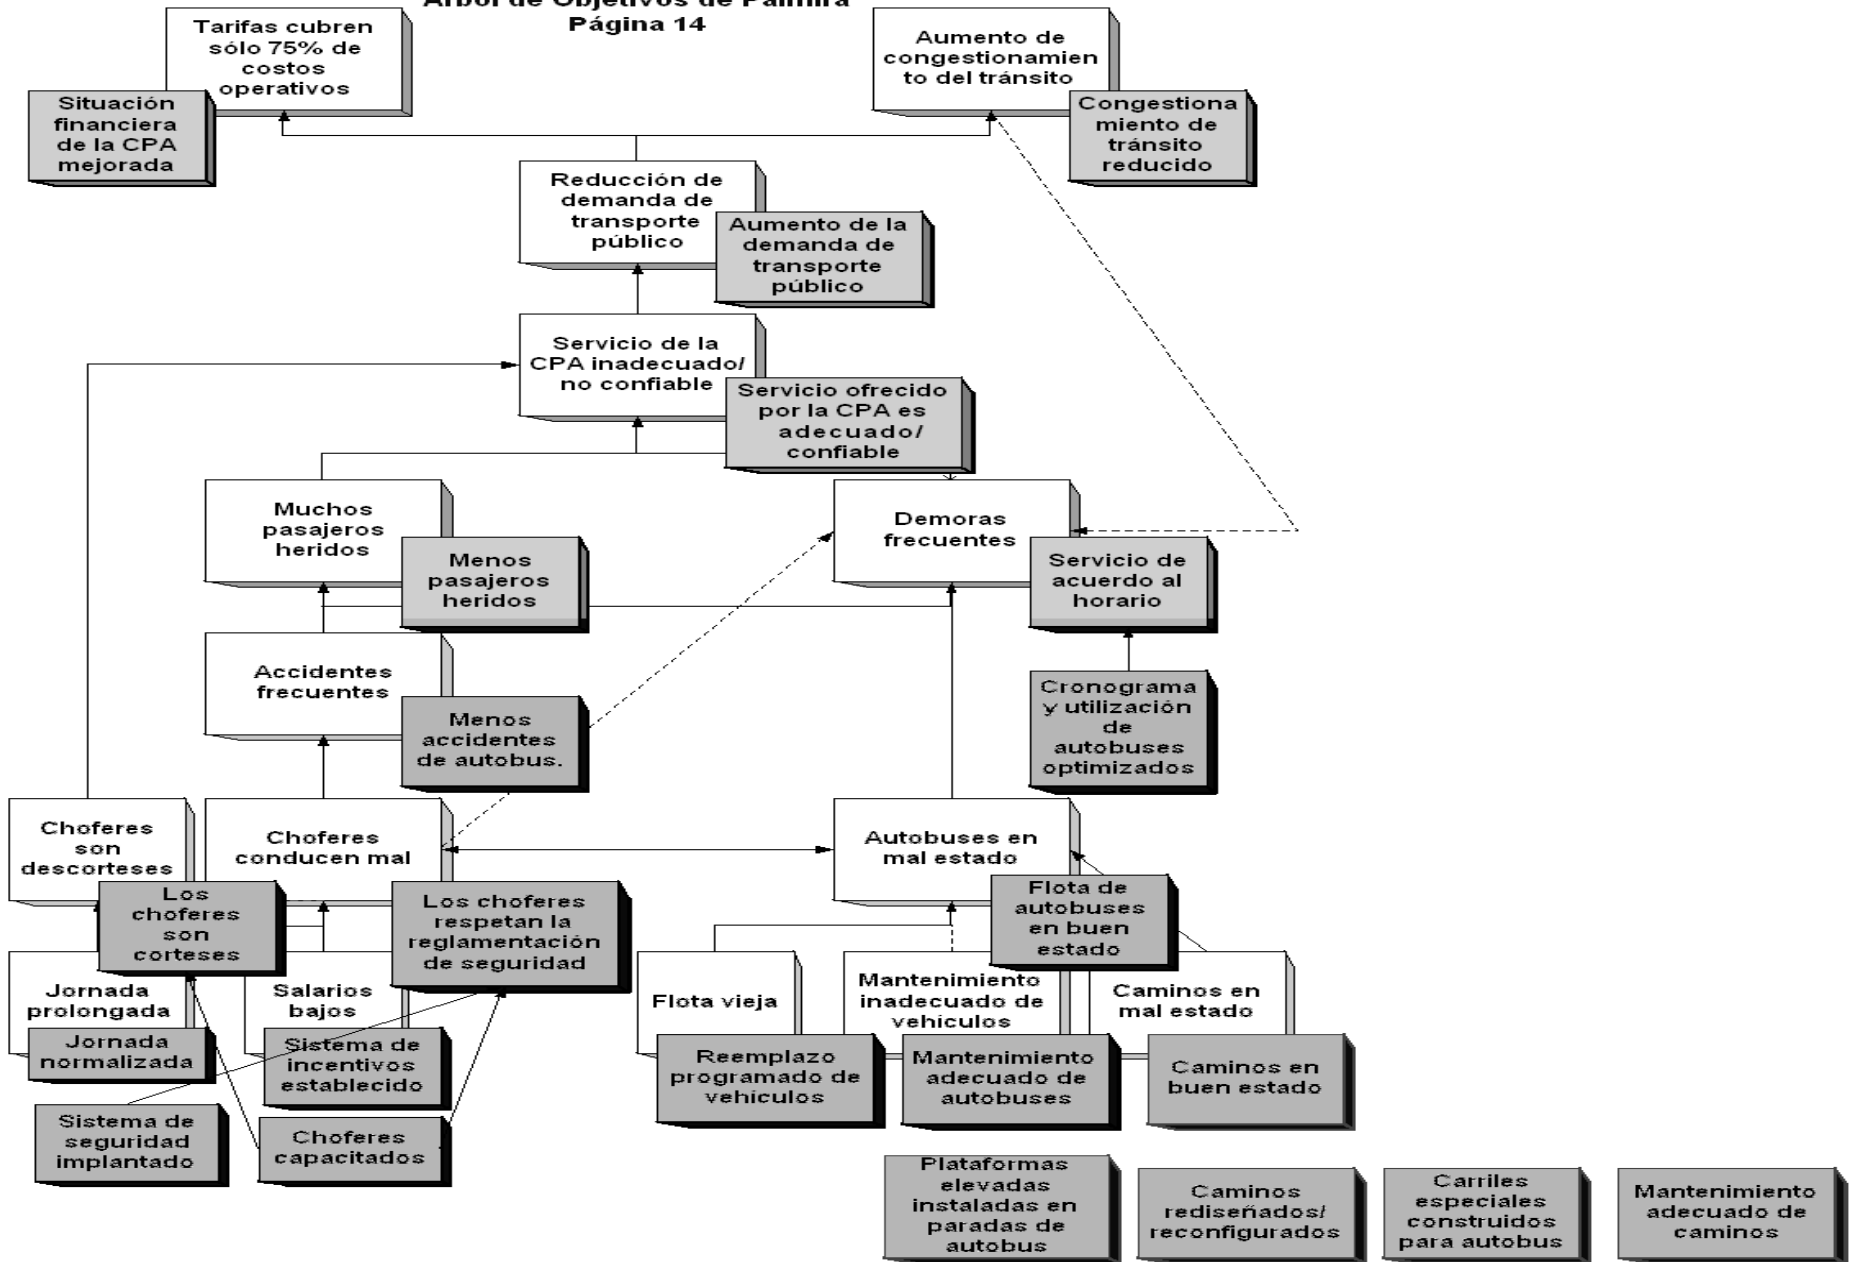 Árbol de Objetivos de Palmira
Página 14
Tarifas cubren
sólo 75% de
costos
operativos
Situación
financiera
de la CPA
mejorada
Aumento de
congestionamien
to del tránsito
Congestiona
miento de
tránsito
reducido
Reducción de
demanda de
transporte
público
Aumento de la
demanda de
transporte
público
Servicio de la
CPA inadecuado/
no confiable
Servicio ofrecido
por la CPA es
adecuado/
confiable
Muchos
pasajeros
heridos
Menos
pasajeros
heridos
Demoras
frecuentes
Servicio de
acuerdo al
horario
Accidentes
frecuentes
Menos
accidentes
de autobus.
Cronograma
y utilización
de
autobuses
optimizados
Choferes
son
descorteses
Los
choferes
son
corteses
Choferes
conducen mal
Los choferes
respetan la
reglamentación
de seguridad
Autobuses en
mal estado
Flota de
autobuses
en buen
estado
Jornada
prolongada
Jornada
normalizada
Salarios
bajos
Sistema de
incentivos
establecido
Flota vieja
Reemplazo
programado de
vehículos
Mantenimiento
inadecuado de
vehículos
Mantenimiento
adecuado de
autobuses
Caminos en
mal estado
Caminos en
buen estado
Sistema de
seguridad
implantado
Choferes
capacitados
Plataformas
elevadas
instaladas en
paradas de
autobus
Caminos
rediseñados/
reconfigurados
Carriles
especiales
construidos
para autobus
Mantenimiento
adecuado de
caminos